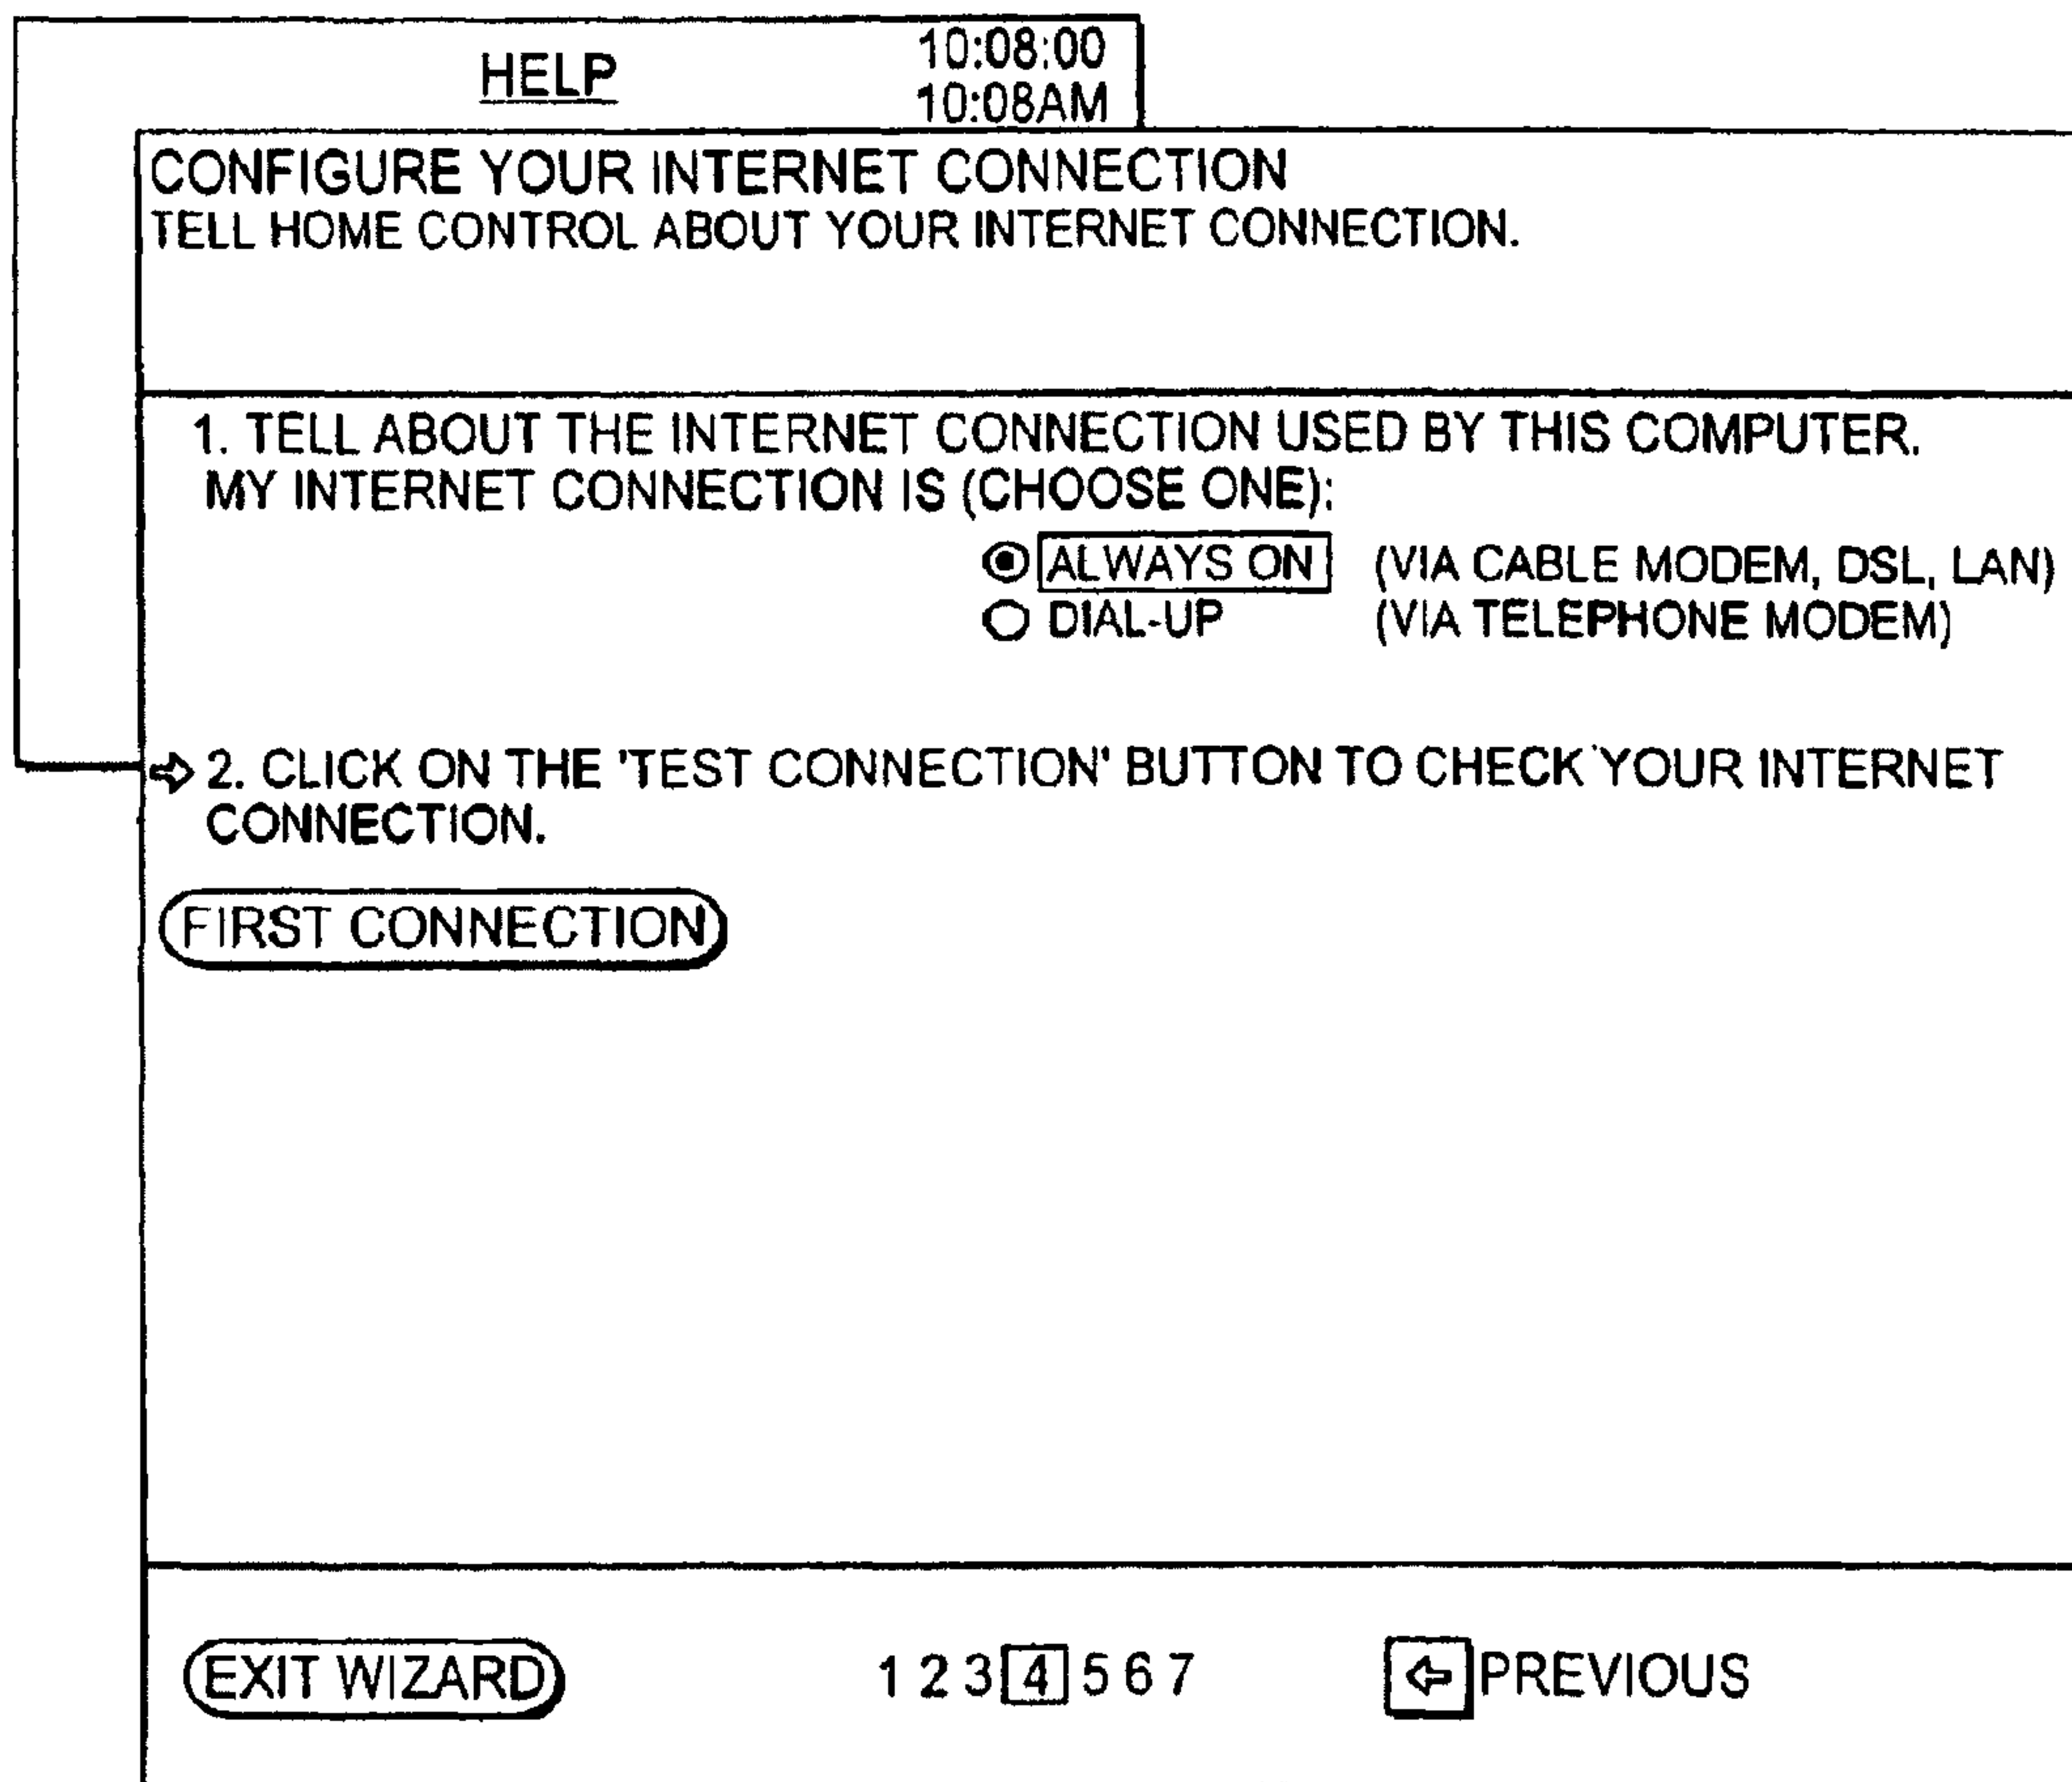 HELP
10:08:00
10:08AM
CONFIGURE YOUR INTERNET CONNECTION
TELL HOME CONTROL ABOUT YOUR INTERNET CONNECTION.
1. TELL ABOUT THE INTERNET CONNECTION USED BY THIS COMPUTER.
MY INTERNET CONNECTION IS (CHOOSE ONE):
ALWAYS ON (VIA CABLE MODEM, DSL, LAN)
DIAL-UP (VIA TELEPHONE MODEM)
2. CLICK ON THE 'TEST CONNECTION' BUTTON TO CHECK YOUR INTERNET
CONNECTION.
FIRST CONNECTION
EXIT WIZARD 1 2 3 4 5 6 7 PREVIOUS